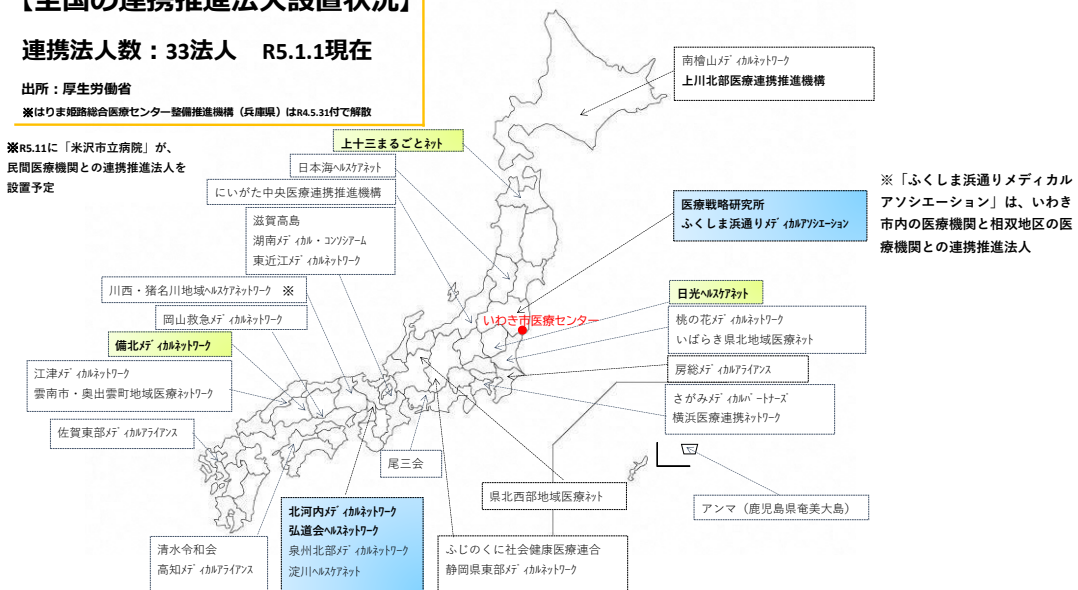 【全国の連携推進法人設置状況】
連携法人数：33法人　R5.1.1現在
出所：厚生労働省
※はりま姫路総合医療センター整備推進機構（兵庫県）はR4.5.31付で解散
※R5.11に「米沢市立病院」が、
民間医療機関との連携推進法人を
設置予定
南檜山ﾒﾃﾞｨｶﾙネットワーク
上川北部医療連携推進機構
上十三まるごとﾈｯﾄ
日本海ﾍﾙｽｹｱﾈｯﾄ
にいがた中央医療連携推進機構
滋賀高島
湖南ﾒﾃﾞｨｶﾙ・ｺﾝｿｼｱｰﾑ
東近江ﾒﾃﾞｨｶﾙﾈｯﾄﾜｰｸ
医療戦略研究所
ふくしま浜通りﾒﾃﾞｨｶﾙｱｿｼｴｰｼｮﾝ
※「ふくしま浜通りメディカル
アソシエーション」は、いわき
市内の医療機関と相双地区の医
療機関との連携推進法人
川西・猪名川地域ﾍﾙｽｹｱネットワーク　※
岡山救急ﾒﾃﾞｨｶﾙﾈｯﾄﾜｰｸ
備北ﾒﾃﾞｨｶﾙﾈｯﾄﾜｰｸ
いわき市医療センター
日光ﾍﾙｽｹｱﾈｯﾄ
桃の花ﾒﾃﾞｨｶﾙﾈｯﾄﾜｰｸ
いばらき県北地域医療ﾈｯﾄ
江津ﾒﾃﾞｨｶﾙﾈｯﾄﾜｰｸ
雲南市・奥出雲町地域医療ﾈｯﾄﾜｰｸ
房総ﾒﾃﾞｨｶﾙｱﾗｲｱﾝｽ
さがみﾒﾃﾞｨｶﾙﾊﾟｰﾄﾅｰｽﾞ
横浜医療連携ﾈｯﾄﾜｰｸ
佐賀東部ﾒﾃﾞｨｶﾙｱﾗｲｱﾝｽ
尾三会
県北西部地域医療ﾈｯﾄ
アンマ（鹿児島県奄美大島）
北河内ﾒﾃﾞｨｶﾙﾈｯﾄﾜｰｸ
弘道会ﾍﾙｽﾈｯﾄﾜｰｸ
泉州北部ﾒﾃﾞｨｶﾙﾈｯﾄﾜｰｸ
淀川ﾍﾙｽｹｱﾈｯﾄ
清水令和会
高知ﾒﾃﾞｨｶﾙｱﾗｲｱﾝｽ
ふじのくに社会健康医療連合
静岡県東部ﾒﾃﾞｨｶﾙﾈｯﾄﾜｰｸ